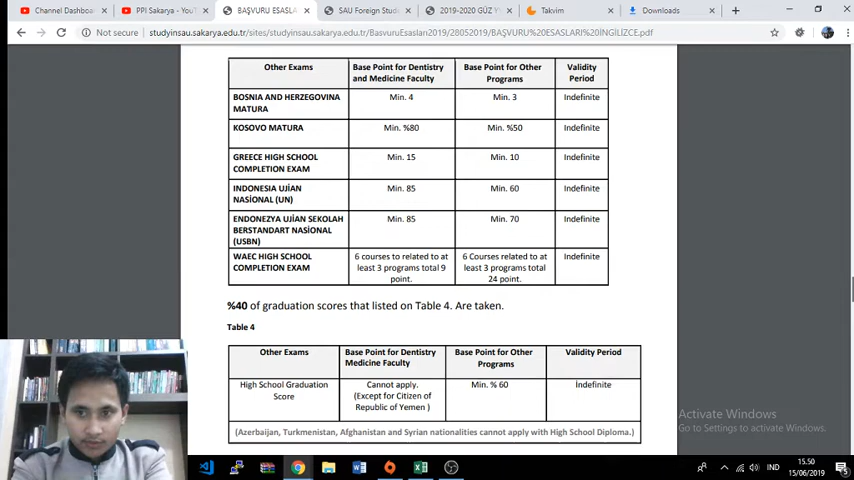 Channel Dashboa
PPI Sakarya - You
BAŞVURU ESASLA
SAU Foreign Stude
2019-2020 GÜZ Y
Takvim
Downloads
Not secure | studyinsau.sakarya.edu.tr/sites/studyinsau.sakarya.edu.tr/BasvuruEsasları2019/28052019/BAŞVURU%20ESASLARI%20İNGİLİZCE.pdf
Other Exams
Base Point for Dentistry
and Medicine Faculty
Base Point for Other
Programs
Validity
Period
BOSNIA AND HERZEGOVINA
MATURA
Min. 4
Min. 3
Indefinite
KOSOVO MATURA
Min. %80
Min. %50
Indefinite
GREECE HIGH SCHOOL
COMPLETION EXAM
Min. 15
Min. 10
Indefinite
INDONESIA UJİAN
NASİONAL (UN)
Min. 85
Min. 60
Indefinite
ENDONEZYA UJİAN SEKOLAH
BERSTANDART NASİONAL
(USBN)
Min. 85
Min. 70
WAEC HIGH SCHOOL
COMPLETION EXAM
6 courses to related to at
least 3 programs total 9
point.
6 Courses related to at
least 3 programs total
24 point.
Indefinite
%40 of graduation scores that listed on Table 4. Are taken.
Table 4
Other Exams
Base Point for Dentistry
Medicine Faculty
Base Point for Other
Programs
Validity Period
High School Graduation
Score
Cannot apply.
(Except for Citizen of
Republic of Yemen )
Min. % 60
İndefinite
(Azerbaijan, Turkmenistan, Afghanistan and Syrian nationalities cannot apply with High School Diploma.)
Activate Windows
Go to Settings to activate Windows.
IND
15.50
15/06/2019